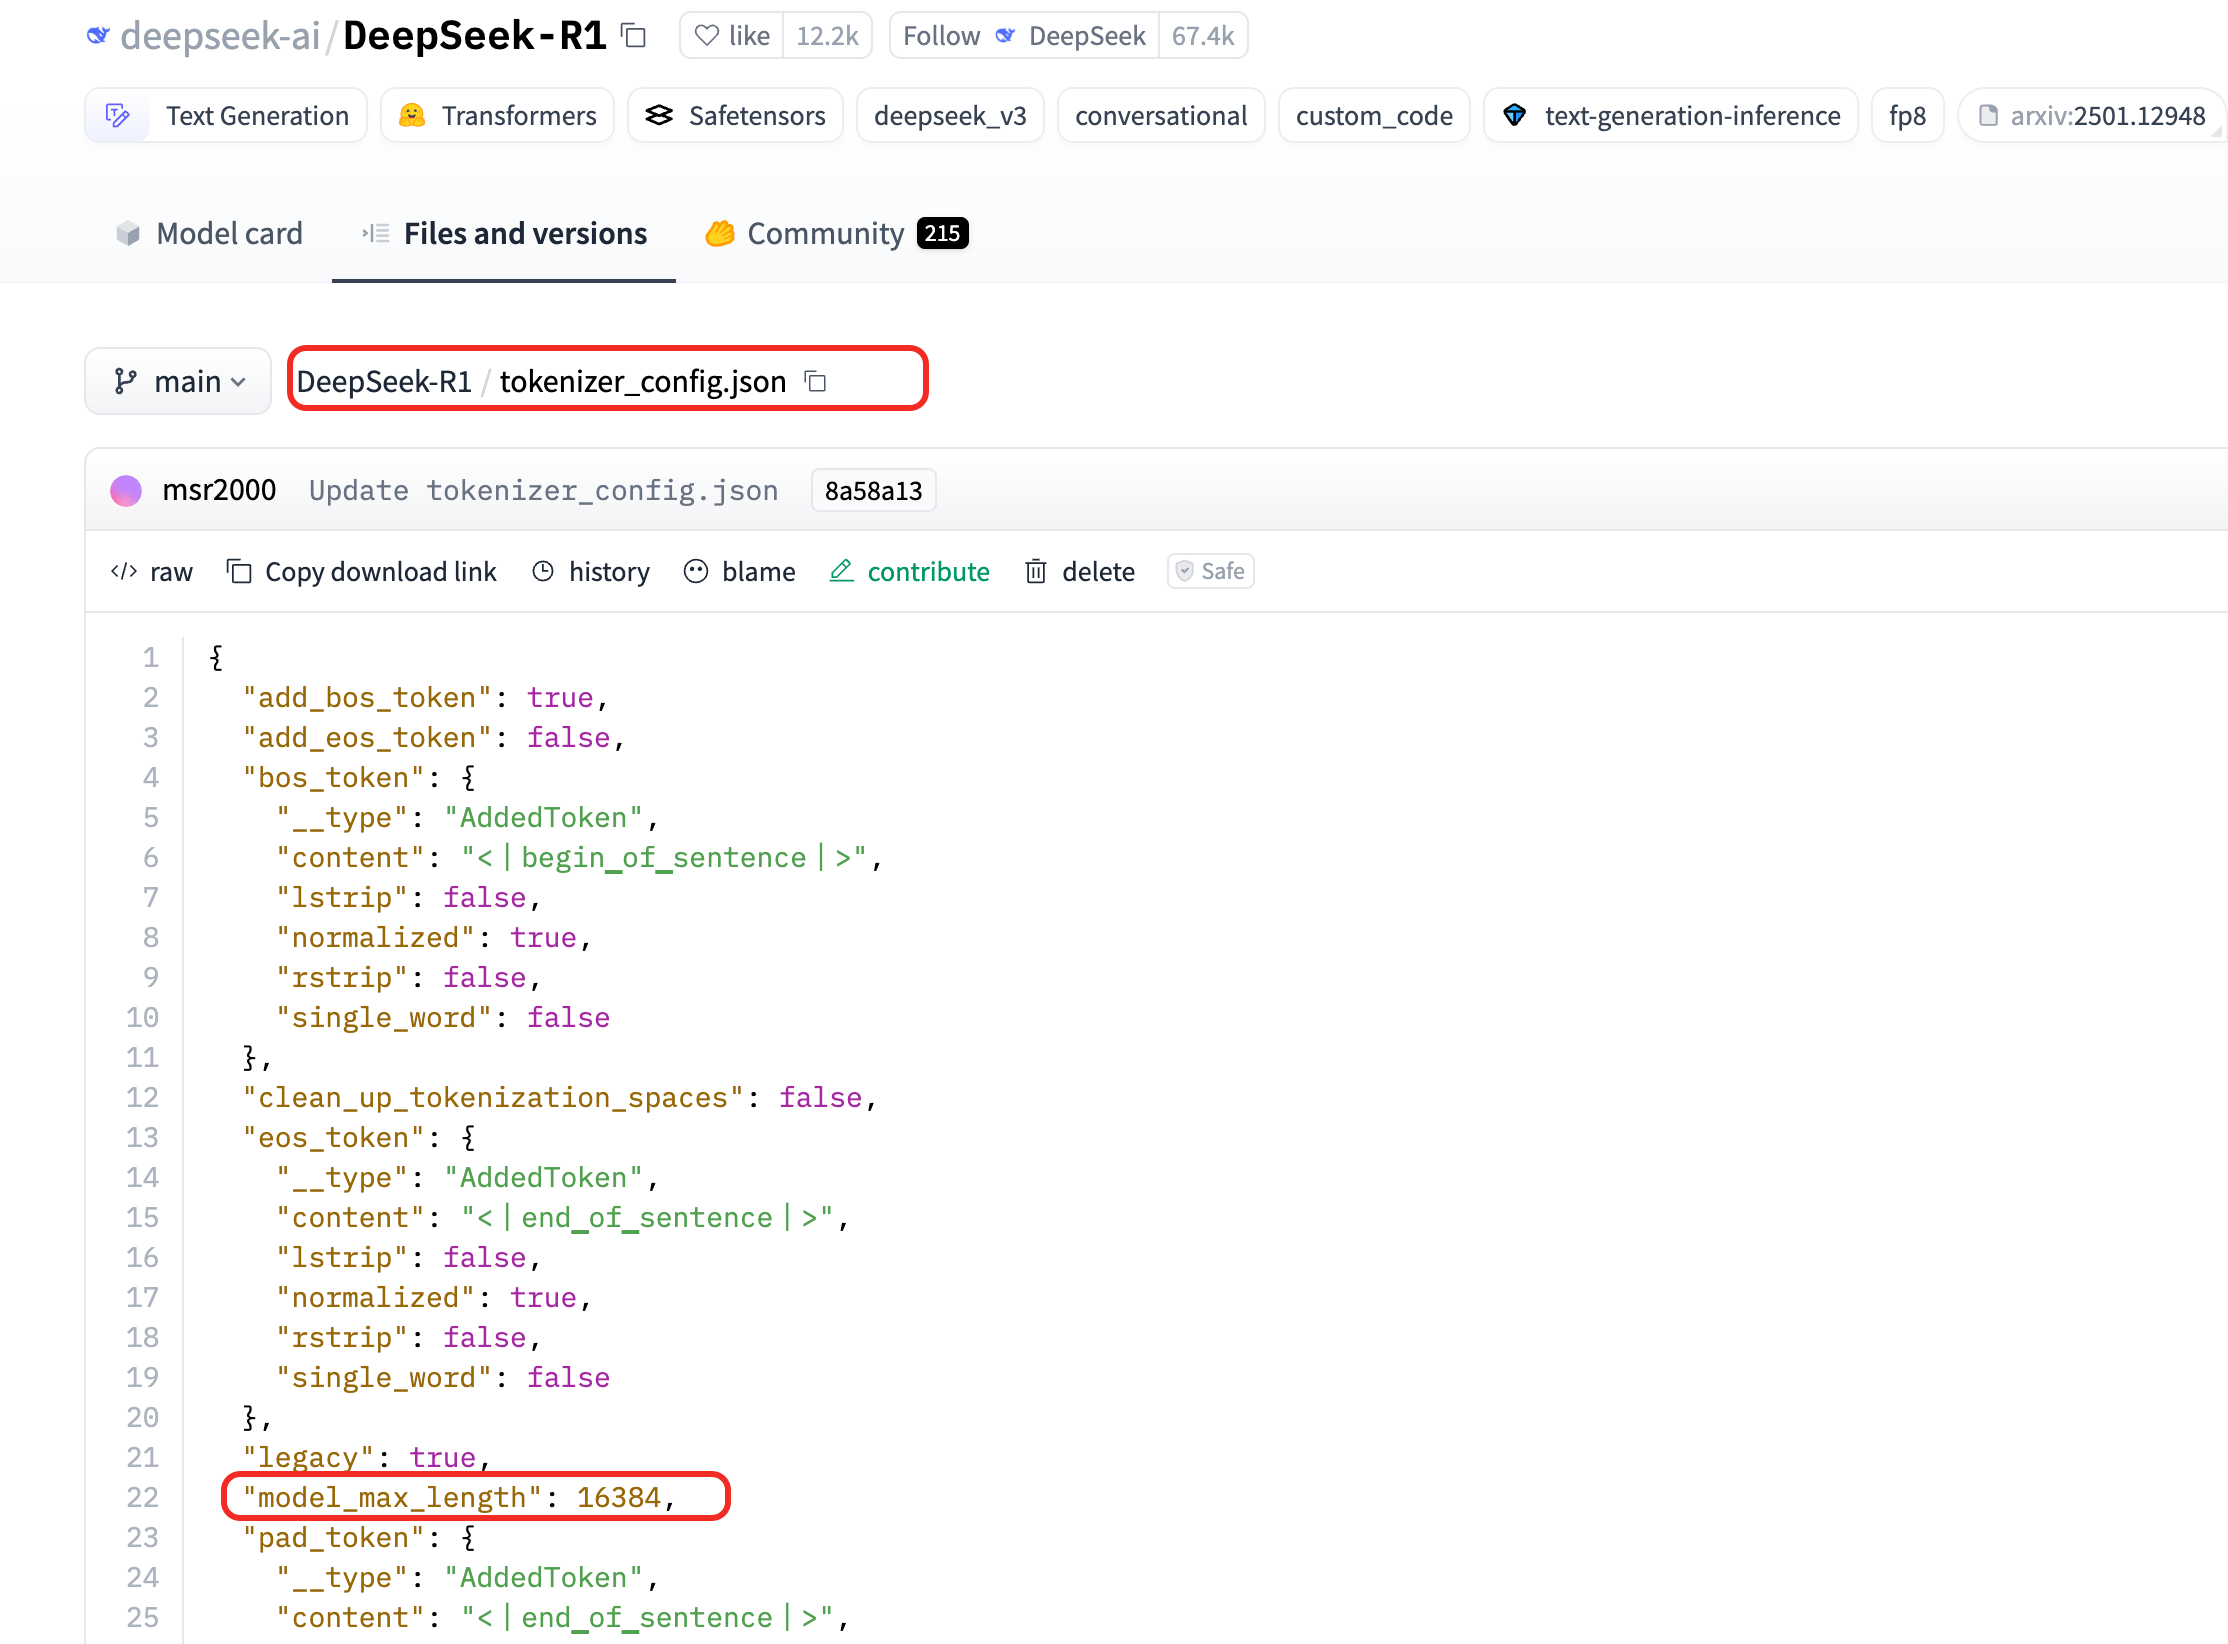 deepseek-ai/DeepSeek-R1 like 12.2k Follow DeepSeek 67.4k
Text Generation Transformers Safetensors deepseek_v3 conversational custom_code text-generation-inference fp8 arxiv:2501.12948
Model card Files and versions Community 215
main DeepSeek-R1 / tokenizer_config.json
msr2000 Update tokenizer_config.json 8a58a13
raw Copy download link history blame contribute delete Safe
1 {
2 "add_bos_token": true,
3 "add_eos_token": false,
4 "bos_token": {
5 "__type": "AddedToken",
6 "content": "<|begin_of_sentence|>",
7 "lstrip": false,
8 "normalized": true,
9 "rstrip": false,
10 "single_word": false
11 },
12 "clean_up_tokenization_spaces": false,
13 "eos_token": {
14 "__type": "AddedToken",
15 "content": "<|end▁of▁sentence|>",
16 "lstrip": false,
17 "normalized": true,
18 "rstrip": false,
19 "single_word": false
20 },
21 "legacy": true,
22 "model_max_length": 16384,
23 "pad_token": {
24 "__type": "AddedToken",
25 "content": "<|end▁of▁sentence|>",